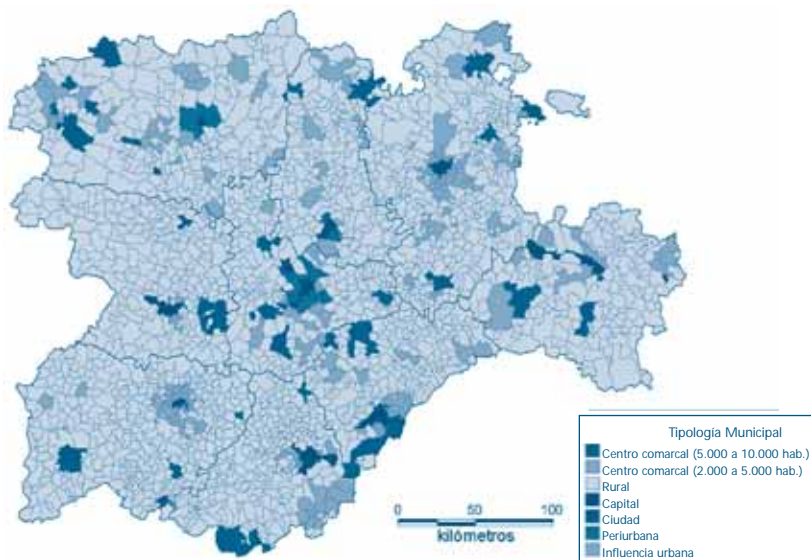 Tipología Municipal
Centro comarcal (5.000 a 10.000 hab.)
Centro comarcal (2.000 a 5.000 hab.)
Rural
Capital
Ciudad
Periurbana
Influencia urbana
0 50 100
kilómetros